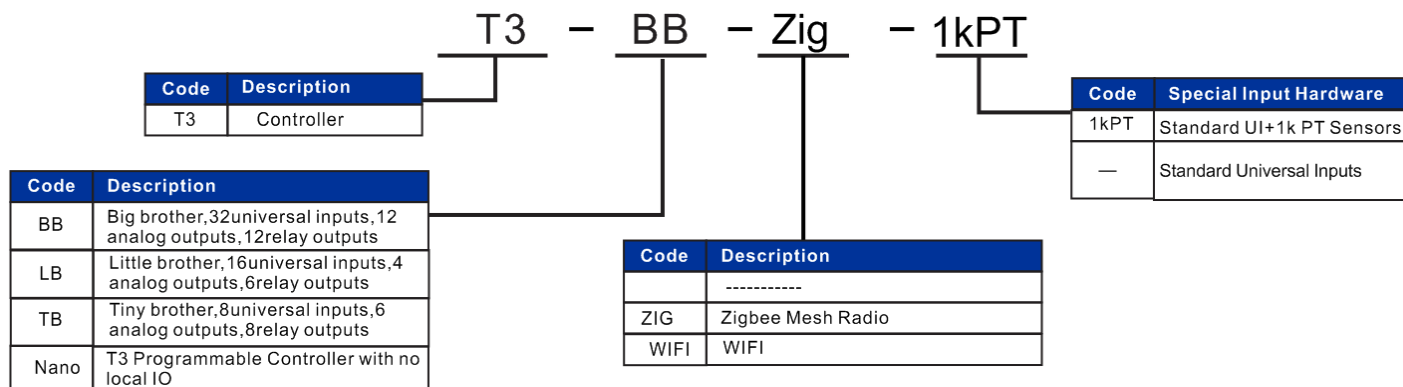 T3 – BB – Zig – 1kPT
Code Description
T3 Controller
Code Special Input Hardware
1kPT Standard UI+1k PT Sensors
— Standard Universal Inputs
Code Description
BB Big brother,32universal inputs,12
analog outputs,12relay outputs
LB Little brother,16universal inputs,4
analog outputs,6relay outputs
TB Tiny brother,8universal inputs,6
analog outputs,8relay outputs
Nano T3 Programmable Controller with no
local IO
Code Description
-----------
ZIG Zigbee Mesh Radio
WIFI WIFI